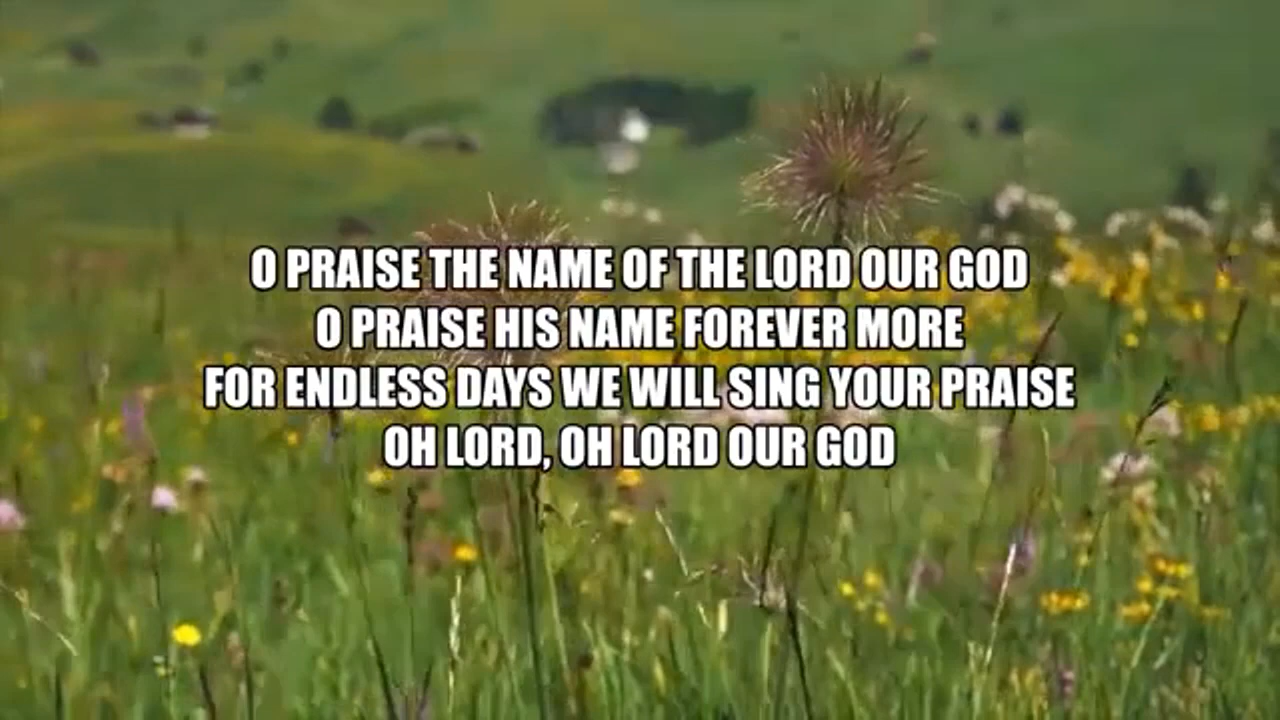 O PRAISE THE NAME OF THE LORD OUR GOD
O PRAISE HIS NAME FOREVER MORE
FOR ENDLESS DAYS WE WILL SING YOUR PRAISE
OH LORD, OH LORD OUR GOD